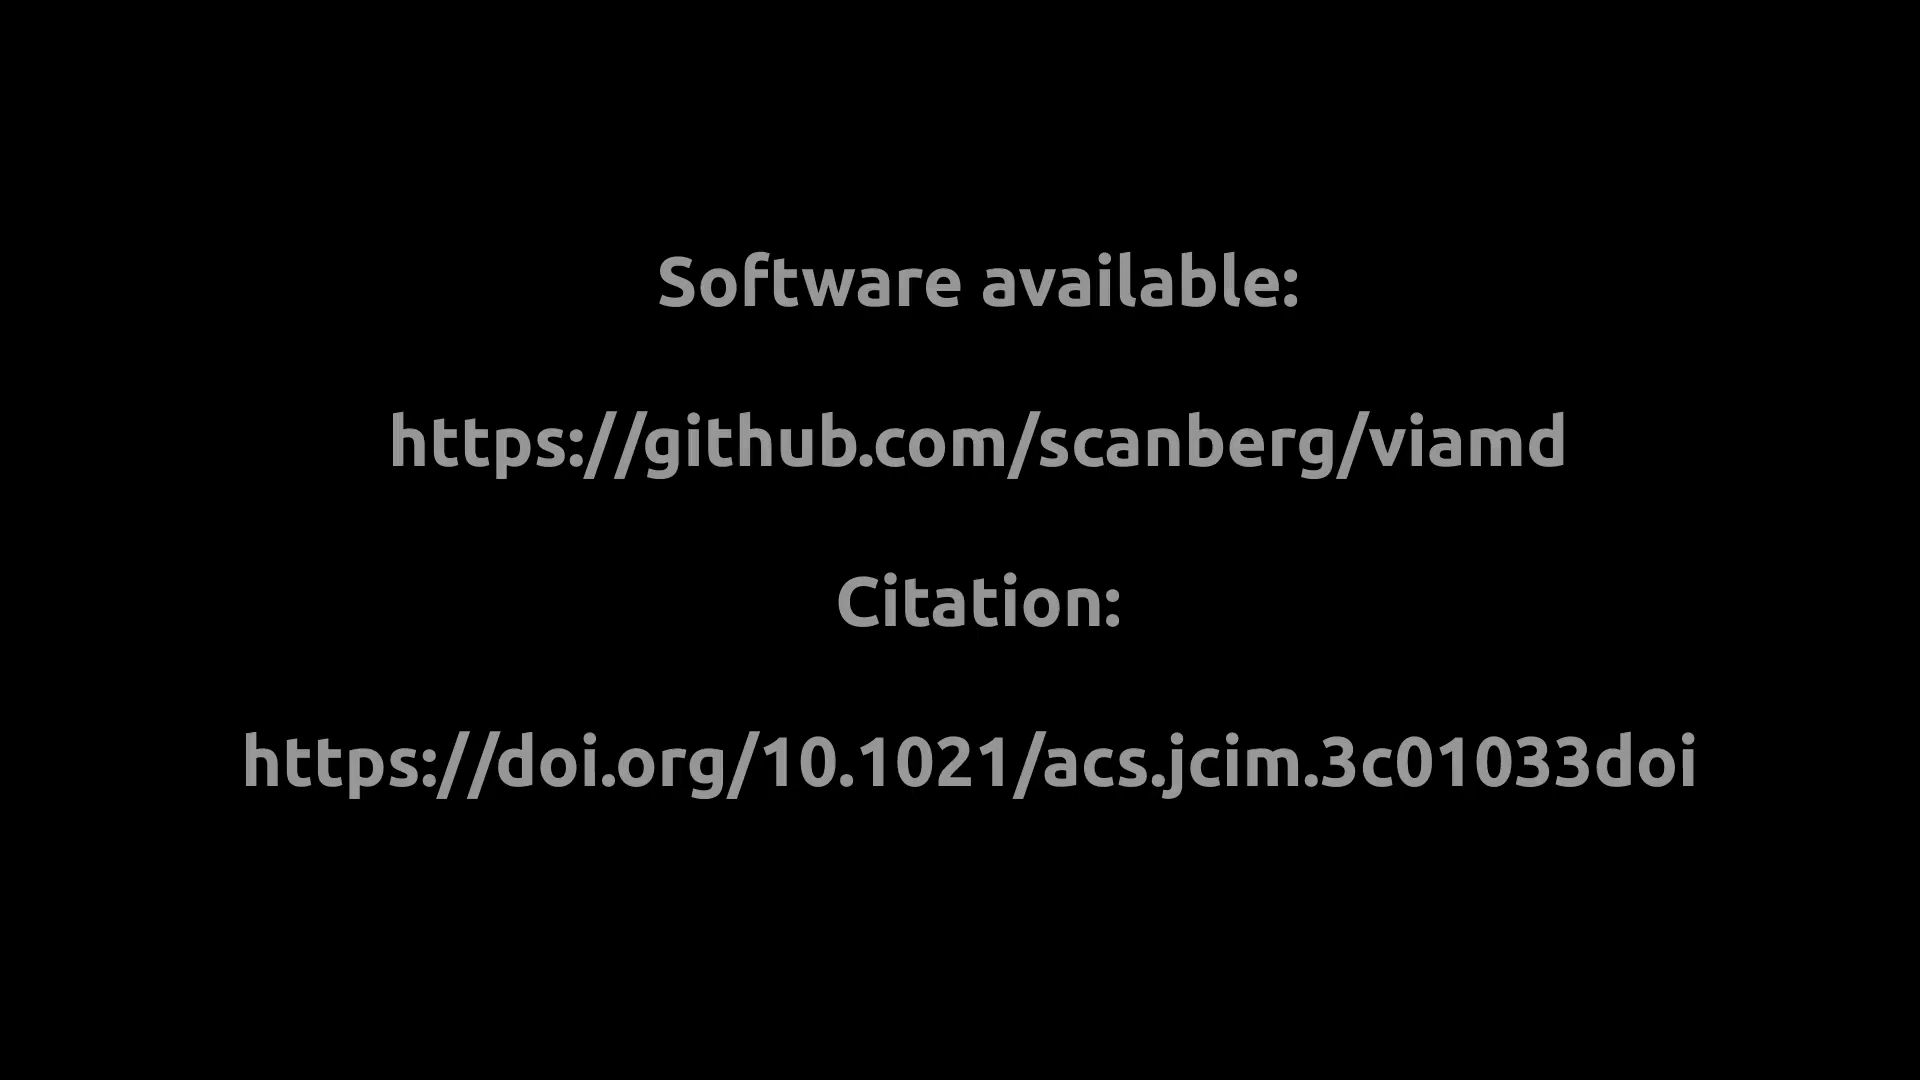 Software available:
https://github.com/scanberg/viamd
Citation:
https://doi.org/10.1021/acs.jcim.3c01033doi